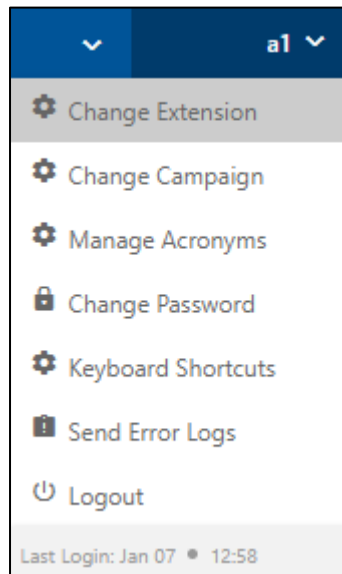 a1
Change Extension
Change Campaign
Manage Acronyms
Change Password
Keyboard Shortcuts
Send Error Logs
Logout
Last Login: Jan 07 • 12:58